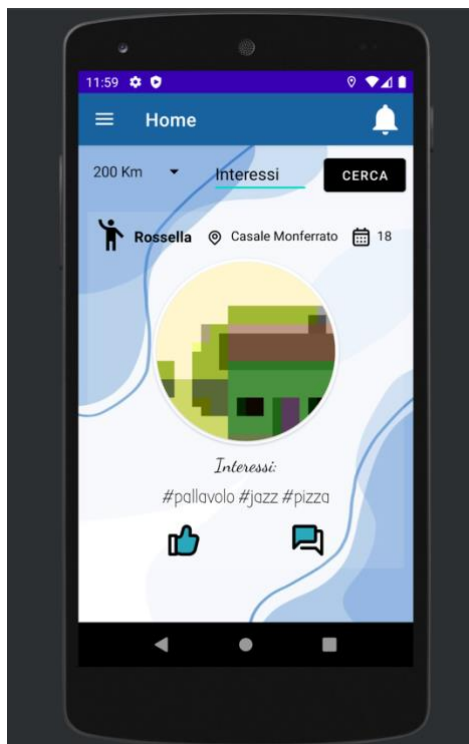 11:59
Home
200 Km Interessi CERCA
Rossella Casale Monferrato 18
Interessi:
#pallavolo #jazz #pizza